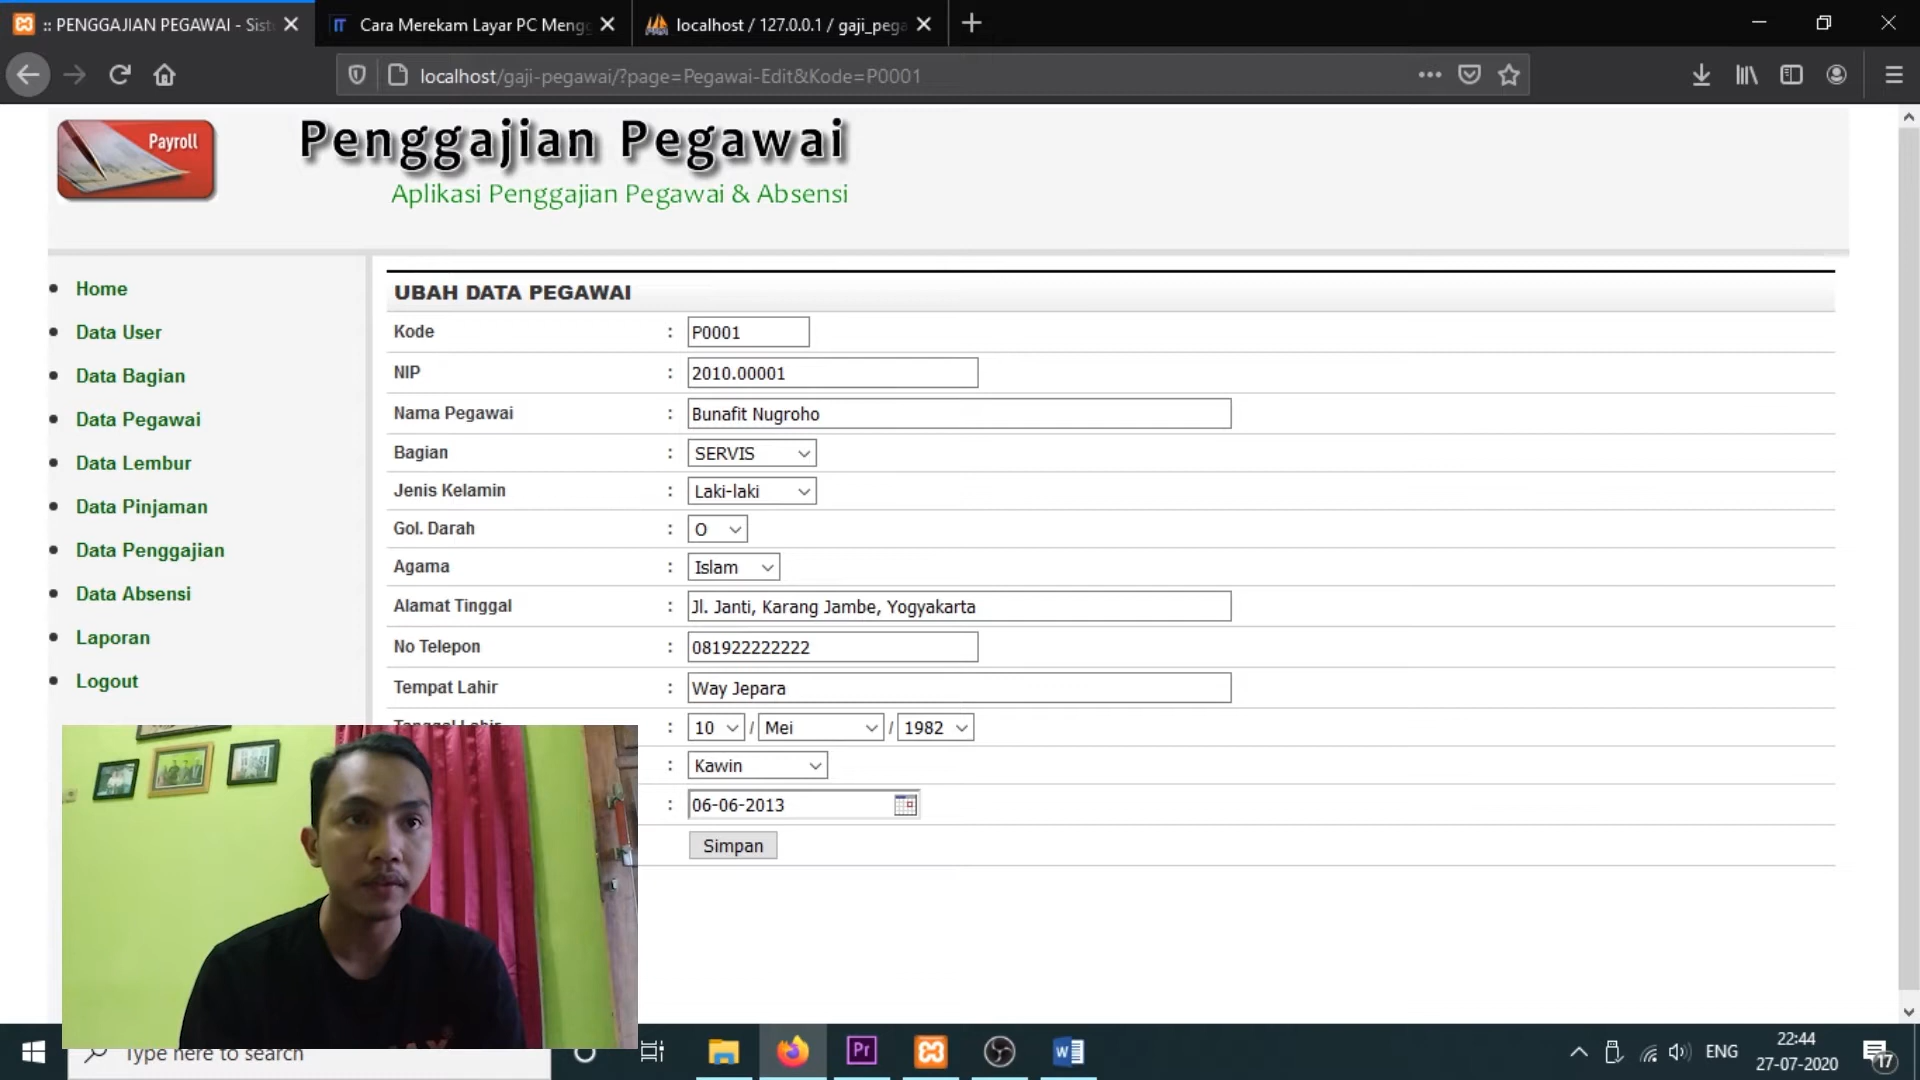 :: PENGGAJIAN PEGAWAI - Sist
Cara Merekam Layar PC Mengg
localhost / 127.0.0.1 / gaji_pega
localhost/gaji-pegawai/?page=Pegawai-Edit&Kode=P0001
Payroll
Penggajian Pegawai
Aplikasi Penggajian Pegawai & Absensi
Home
Data User
Data Bagian
Data Pegawai
Data Lembur
Data Pinjaman
Data Penggajian
Data Absensi
Laporan
Logout
UBAH DATA PEGAWAI
Kode : P0001
NIP : 2010.00001
Nama Pegawai : Bunafit Nugroho
Bagian : SERVIS
Jenis Kelamin : Laki-laki
Gol. Darah : O
Agama : Islam
Alamat Tinggal : Jl. Janti, Karang Jambe, Yogyakarta
No Telepon : 081922222222
Tempat Lahir : Way Jepara
Tanggal Lahir : 10 / Mei / 1982
: Kawin
: 06-06-2013
Simpan
Type here to search
Pr
ENG
22:44
27-07-2020
17